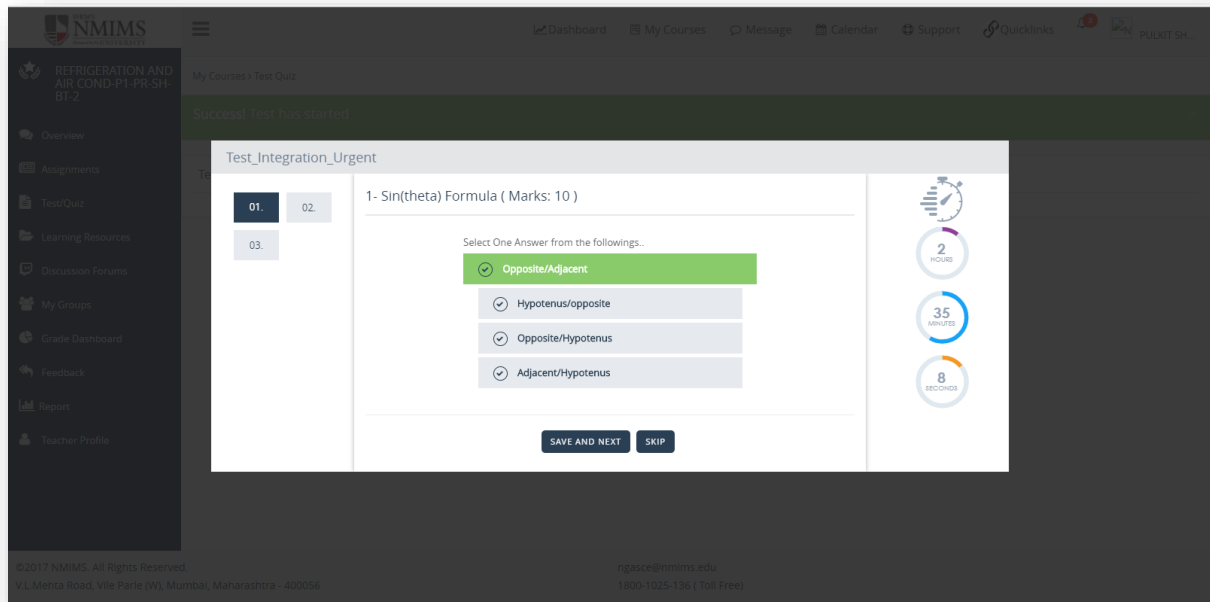 NMIMS
Dashboard
My Courses
Message
Calendar
Support
Quicklinks
PULKIT SH..
REFRIGERATION AND
AIR COND-P1-PR-SH-
BT-2
My Courses > Test Quiz
Success! Test has started
Overview
Assignments
Test/Quiz
Learning Resources
Discussion Forums
My Groups
Grade Dashboard
Feedback
Report
Teacher Profile
Te
Test_Integration_Urgent
01.
02.
03.
1- Sin(theta) Formula ( Marks: 10 )
Select One Answer from the followings..
Opposite/Adjacent
Hypotenus/opposite
Opposite/Hypotenus
Adjacent/Hypotenus
SAVE AND NEXT
SKIP
2
HOURS
35
MINUTES
8
SECONDS
©2017 NMIMS. All Rights Reserved.
V.L.Mehta Road, Vile Parle (W), Mumbai, Maharashtra - 400056
ngasce@nmims.edu
1800-1025-136 ( Toll Free)